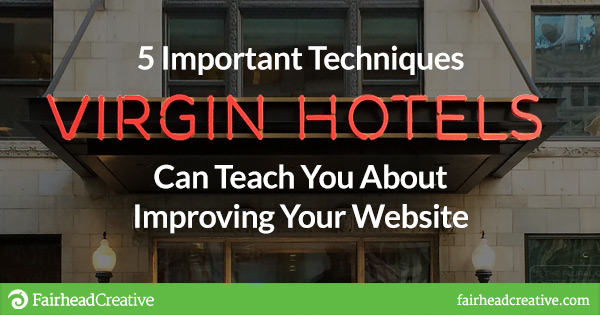 5 Important Techniques
VIRGIN HOTELS
Can Teach You About
Improving Your Website
FairheadCreative
fairheadcreative.com